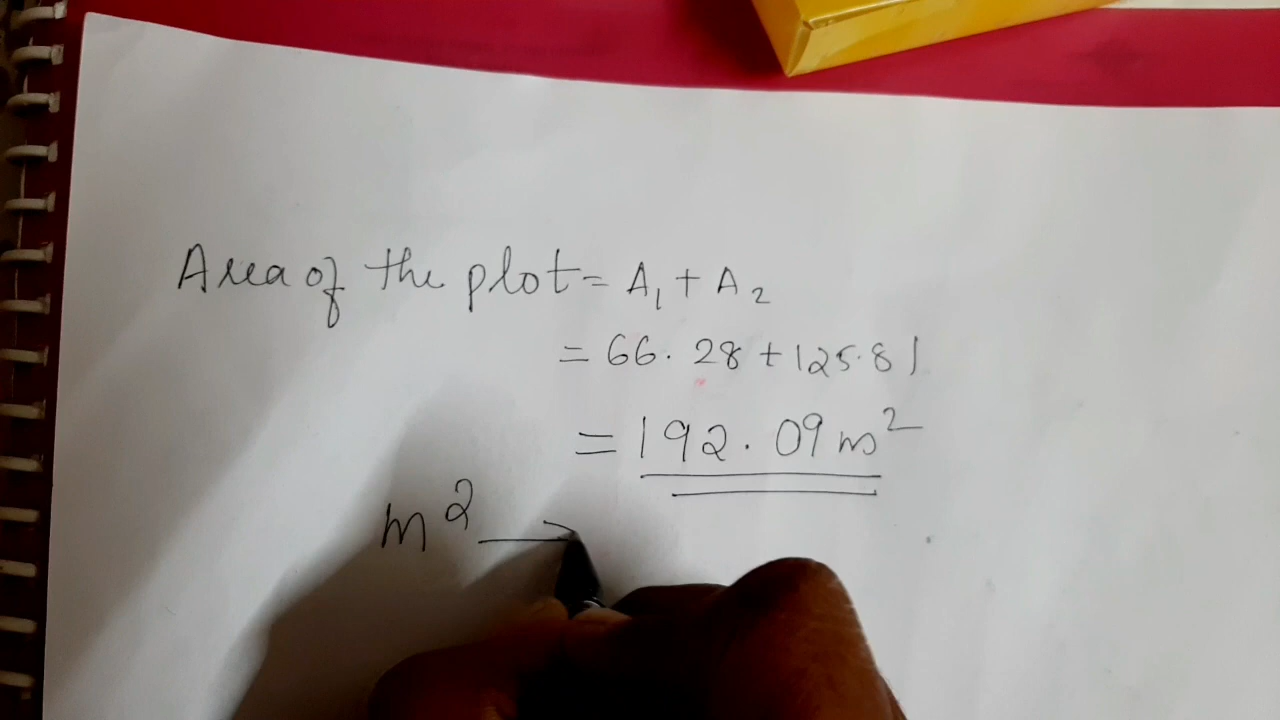 Area of the plot = A₁ + A₂
= 66.28 + 125.81
= 192.09 m²
m² →